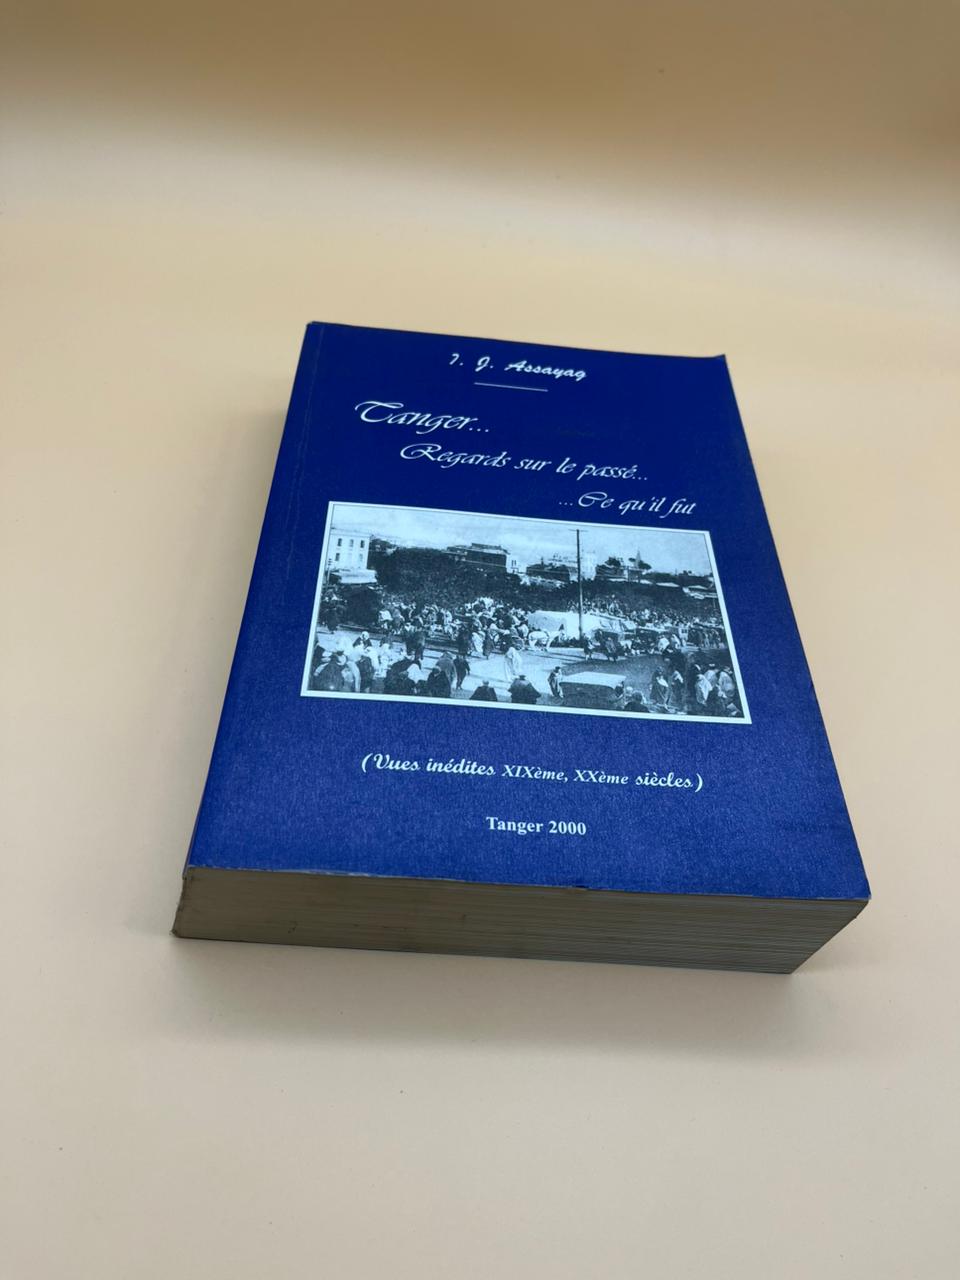 I. J. Assayag
Tanger...
Regards sur le passé...
...Ce qu'il fut
(Vues inédites XIXème, XXème siècles)
Tanger 2000